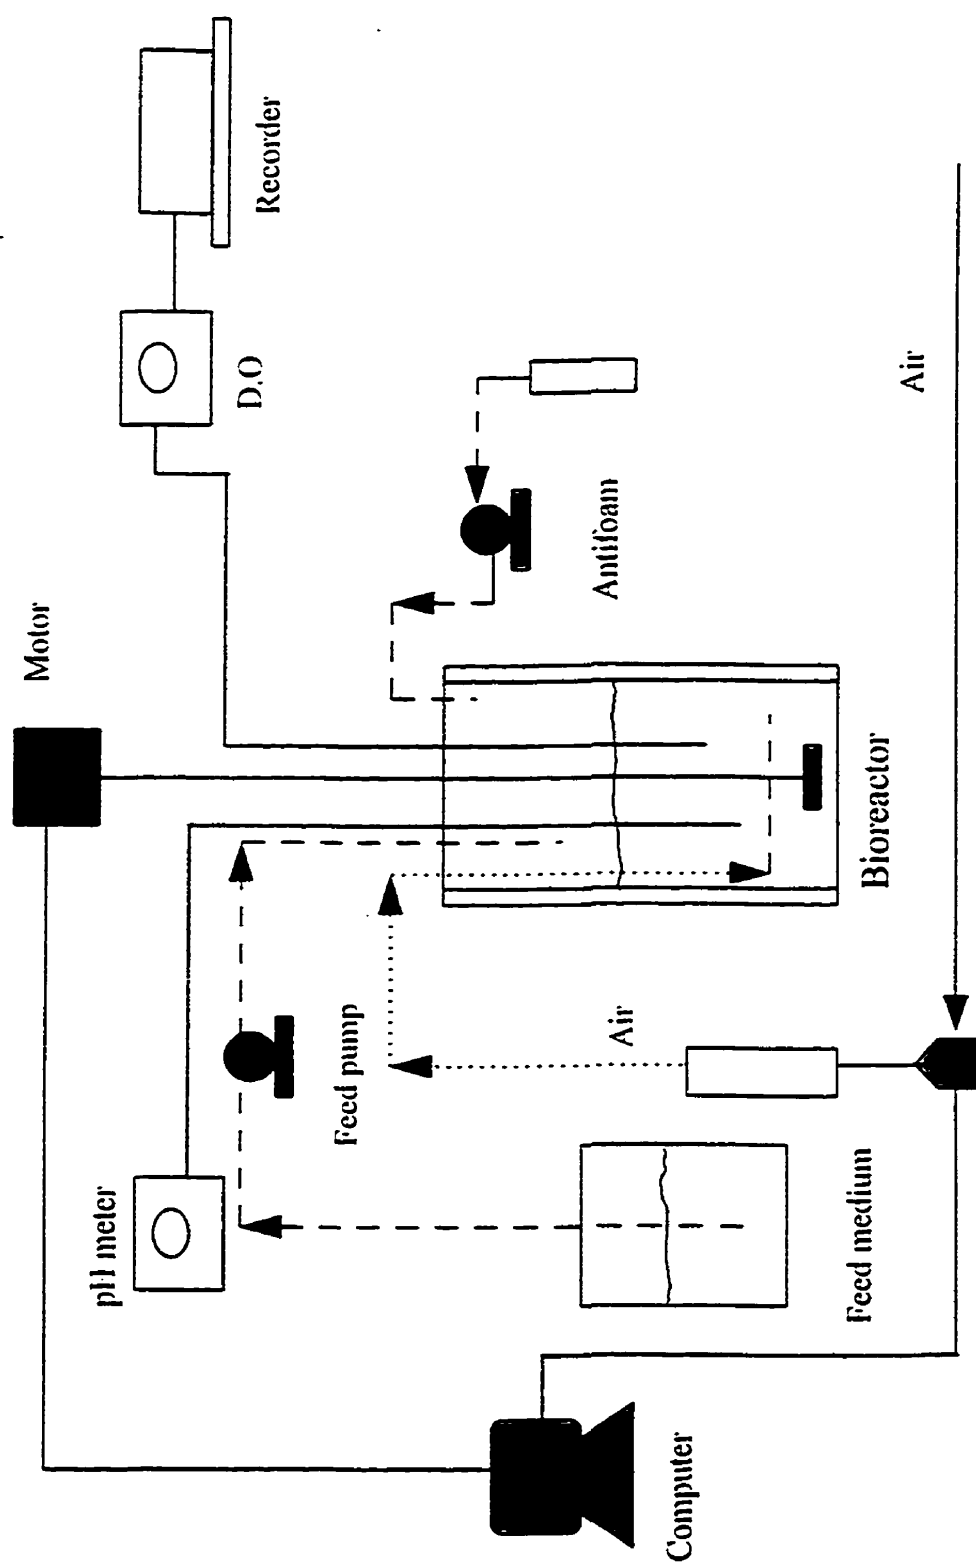 Motor
Recorder
D.O
pH meter
Feed pump
Antifoam
Air
Air
Computer
Feed medium
Bioreactor